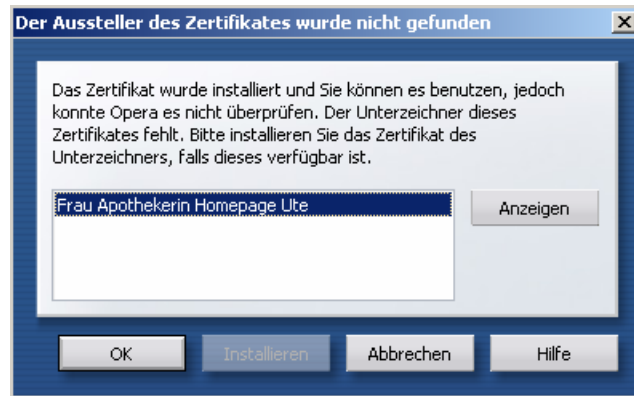 Der Aussteller des Zertifikates wurde nicht gefunden
Das Zertifikat wurde installiert und Sie können es benutzen, jedoch
konnte Opera es nicht überprüfen. Der Unterzeichner dieses
Zertifikates fehlt. Bitte installieren Sie das Zertifikat des
Unterzeichners, falls dieses verfügbar ist.
Frau Apothekerin Homepage Ute
Anzeigen
OK
Installieren
Abbrechen
Hilfe